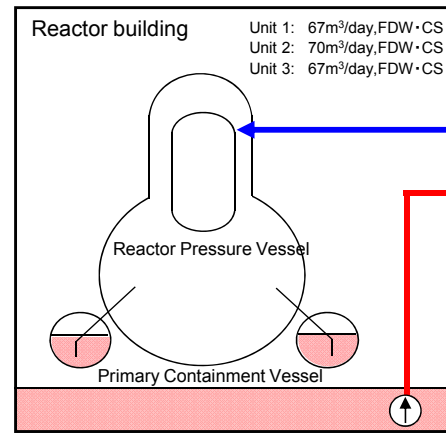 Reactor building
Unit 1: 67m³/day,FDW・CS
Unit 2: 70m³/day,FDW・CS
Unit 3: 67m³/day,FDW・CS
Reactor Pressure Vessel
Primary Containment Vessel